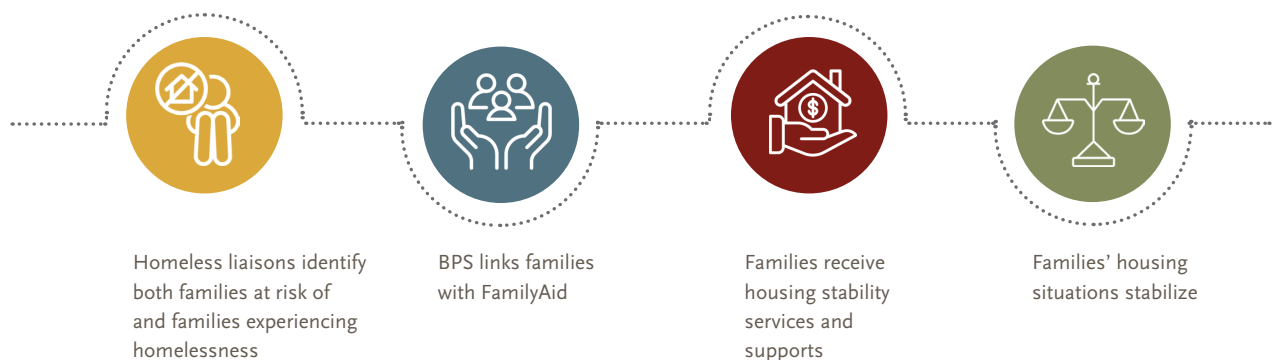 $
Homeless liaisons identify
both families at risk of
and families experiencing
homelessness
BPS links families
with FamilyAid
Families receive
housing stability
services and
supports
Families’ housing
situations stabilize